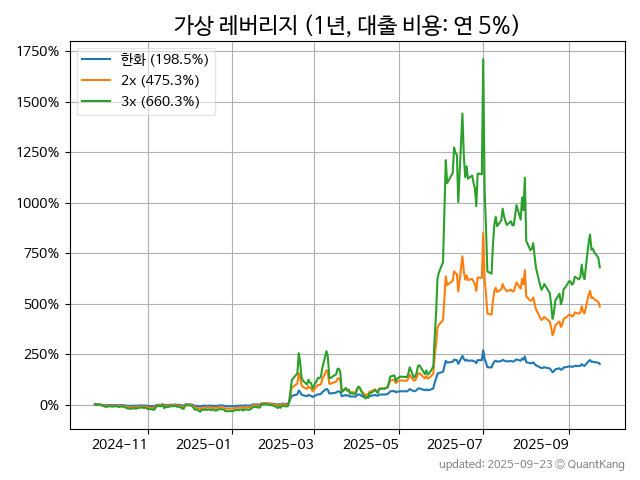 가상 레버리지 (1년, 대출 비용: 연 5%)
1750%
1500%
1250%
1000%
750%
500%
250%
0%
한화 (198.5%)
2x (475.3%)
3x (660.3%)
2024-11
2025-01
2025-03
2025-05
2025-07
2025-09
updated: 2025-09-23 © QuantKang